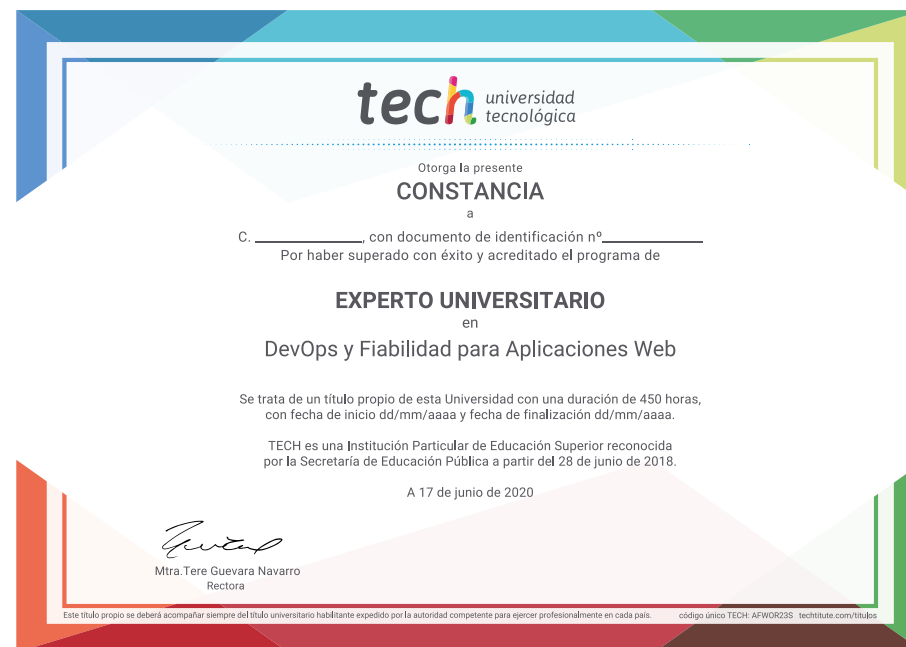 tech universidad
tecnológica
Otorga la presente
CONSTANCIA
a
C. ______________, con documento de identificación nº_____________
Por haber superado con éxito y acreditado el programa de
EXPERTO UNIVERSITARIO
en
DevOps y Fiabilidad para Aplicaciones Web
Se trata de un título propio de esta Universidad con una duración de 450 horas,
con fecha de inicio dd/mm/aaaa y fecha de finalización dd/mm/aaaa.
TECH es una Institución Particular de Educación Superior reconocida
por la Secretaría de Educación Pública a partir del 28 de junio de 2018.
A 17 de junio de 2020
Mtra.Tere Guevara Navarro
Rectora
Este título propio se deberá acompañar siempre del título universitario habilitante expedido por la autoridad competente para ejercer profesionalmente en cada país. código único TECH: AFWOR23S techtitute.com/titulos